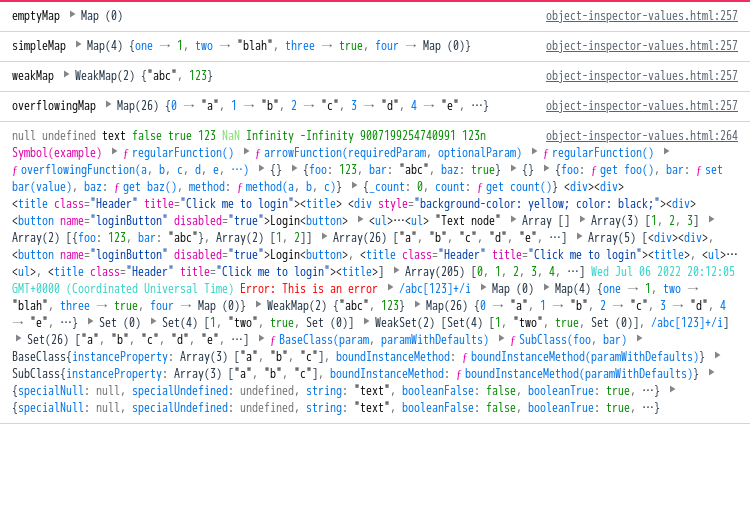 emptyMap ▶ Map (0) object-inspector-values.html:257
simpleMap ▶ Map(4) {one → 1, two → "blah", three → true, four → Map (0)} object-inspector-values.html:257
weakMap ▶ WeakMap(2) {"abc", 123} object-inspector-values.html:257
overflowingMap ▶ Map(26) {0 → "a", 1 → "b", 2 → "c", 3 → "d", 4 → "e", …} object-inspector-values.html:257
null undefined text false true 123 NaN Infinity -Infinity 9007199254740991 123n object-inspector-values.html:264
Symbol(example) ▶ ƒ regularFunction() ▶ ƒ arrowFunction(requiredParam, optionalParam) ▶ ƒ regularFunction() ▶
ƒ overflowingFunction(a, b, c, d, e, …) ▶ {} ▶ {foo: 123, bar: "abc", baz: true} ▶ {} ▶ {foo: ƒ get foo(), bar: ƒ set
bar(value), baz: ƒ get baz(), method: ƒ method(a, b, c)} ▶ {_count: 0, count: ƒ get count()} <div><div>
<title class="Header" title="Click me to login"><title> <div style="background-color: yellow; color: black;"><div>
<button name="loginButton" disabled="true">Login<button> ▶ <ul>…<ul> "Text node" ▶ Array [] ▶ Array(3) [1, 2, 3] ▶
Array(2) [{foo: 123, bar: "abc"}, Array(2) [1, 2]] ▶ Array(26) ["a", "b", "c", "d", "e", …] ▶ Array(5) [<div><div>,
<button name="loginButton" disabled="true">Login<button>, <title class="Header" title="Click me to login"><title>, <ul>…
<ul>, <title class="Header" title="Click me to login"><title>] ▶ Array(205) [0, 1, 2, 3, 4, …] Wed Jul 06 2022 20:12:05
GMT+0000 (Coordinated Universal Time) Error: This is an error ▶ /abc[123]+/i ▶ Map (0) ▶ Map(4) {one → 1, two →
"blah", three → true, four → Map (0)} ▶ WeakMap(2) {"abc", 123} ▶ Map(26) {0 → "a", 1 → "b", 2 → "c", 3 → "d", 4
→ "e", …} ▶ Set (0) ▶ Set(4) [1, "two", true, Set (0)] ▶ WeakSet(2) [Set(4) [1, "two", true, Set (0)], /abc[123]+/i]
▶ Set(26) ["a", "b", "c", "d", "e", …] ▶ ƒ BaseClass(param, paramWithDefaults) ▶ ƒ SubClass(foo, bar) ▶
BaseClass{instanceProperty: Array(3) ["a", "b", "c"], boundInstanceMethod: ƒ boundInstanceMethod(paramWithDefaults)} ▶
SubClass{instanceProperty: Array(3) ["a", "b", "c"], boundInstanceMethod: ƒ boundInstanceMethod(paramWithDefaults)} ▶
{specialNull: null, specialUndefined: undefined, string: "text", booleanFalse: false, booleanTrue: true, …} ▶
{specialNull: null, specialUndefined: undefined, string: "text", booleanFalse: false, booleanTrue: true, …}